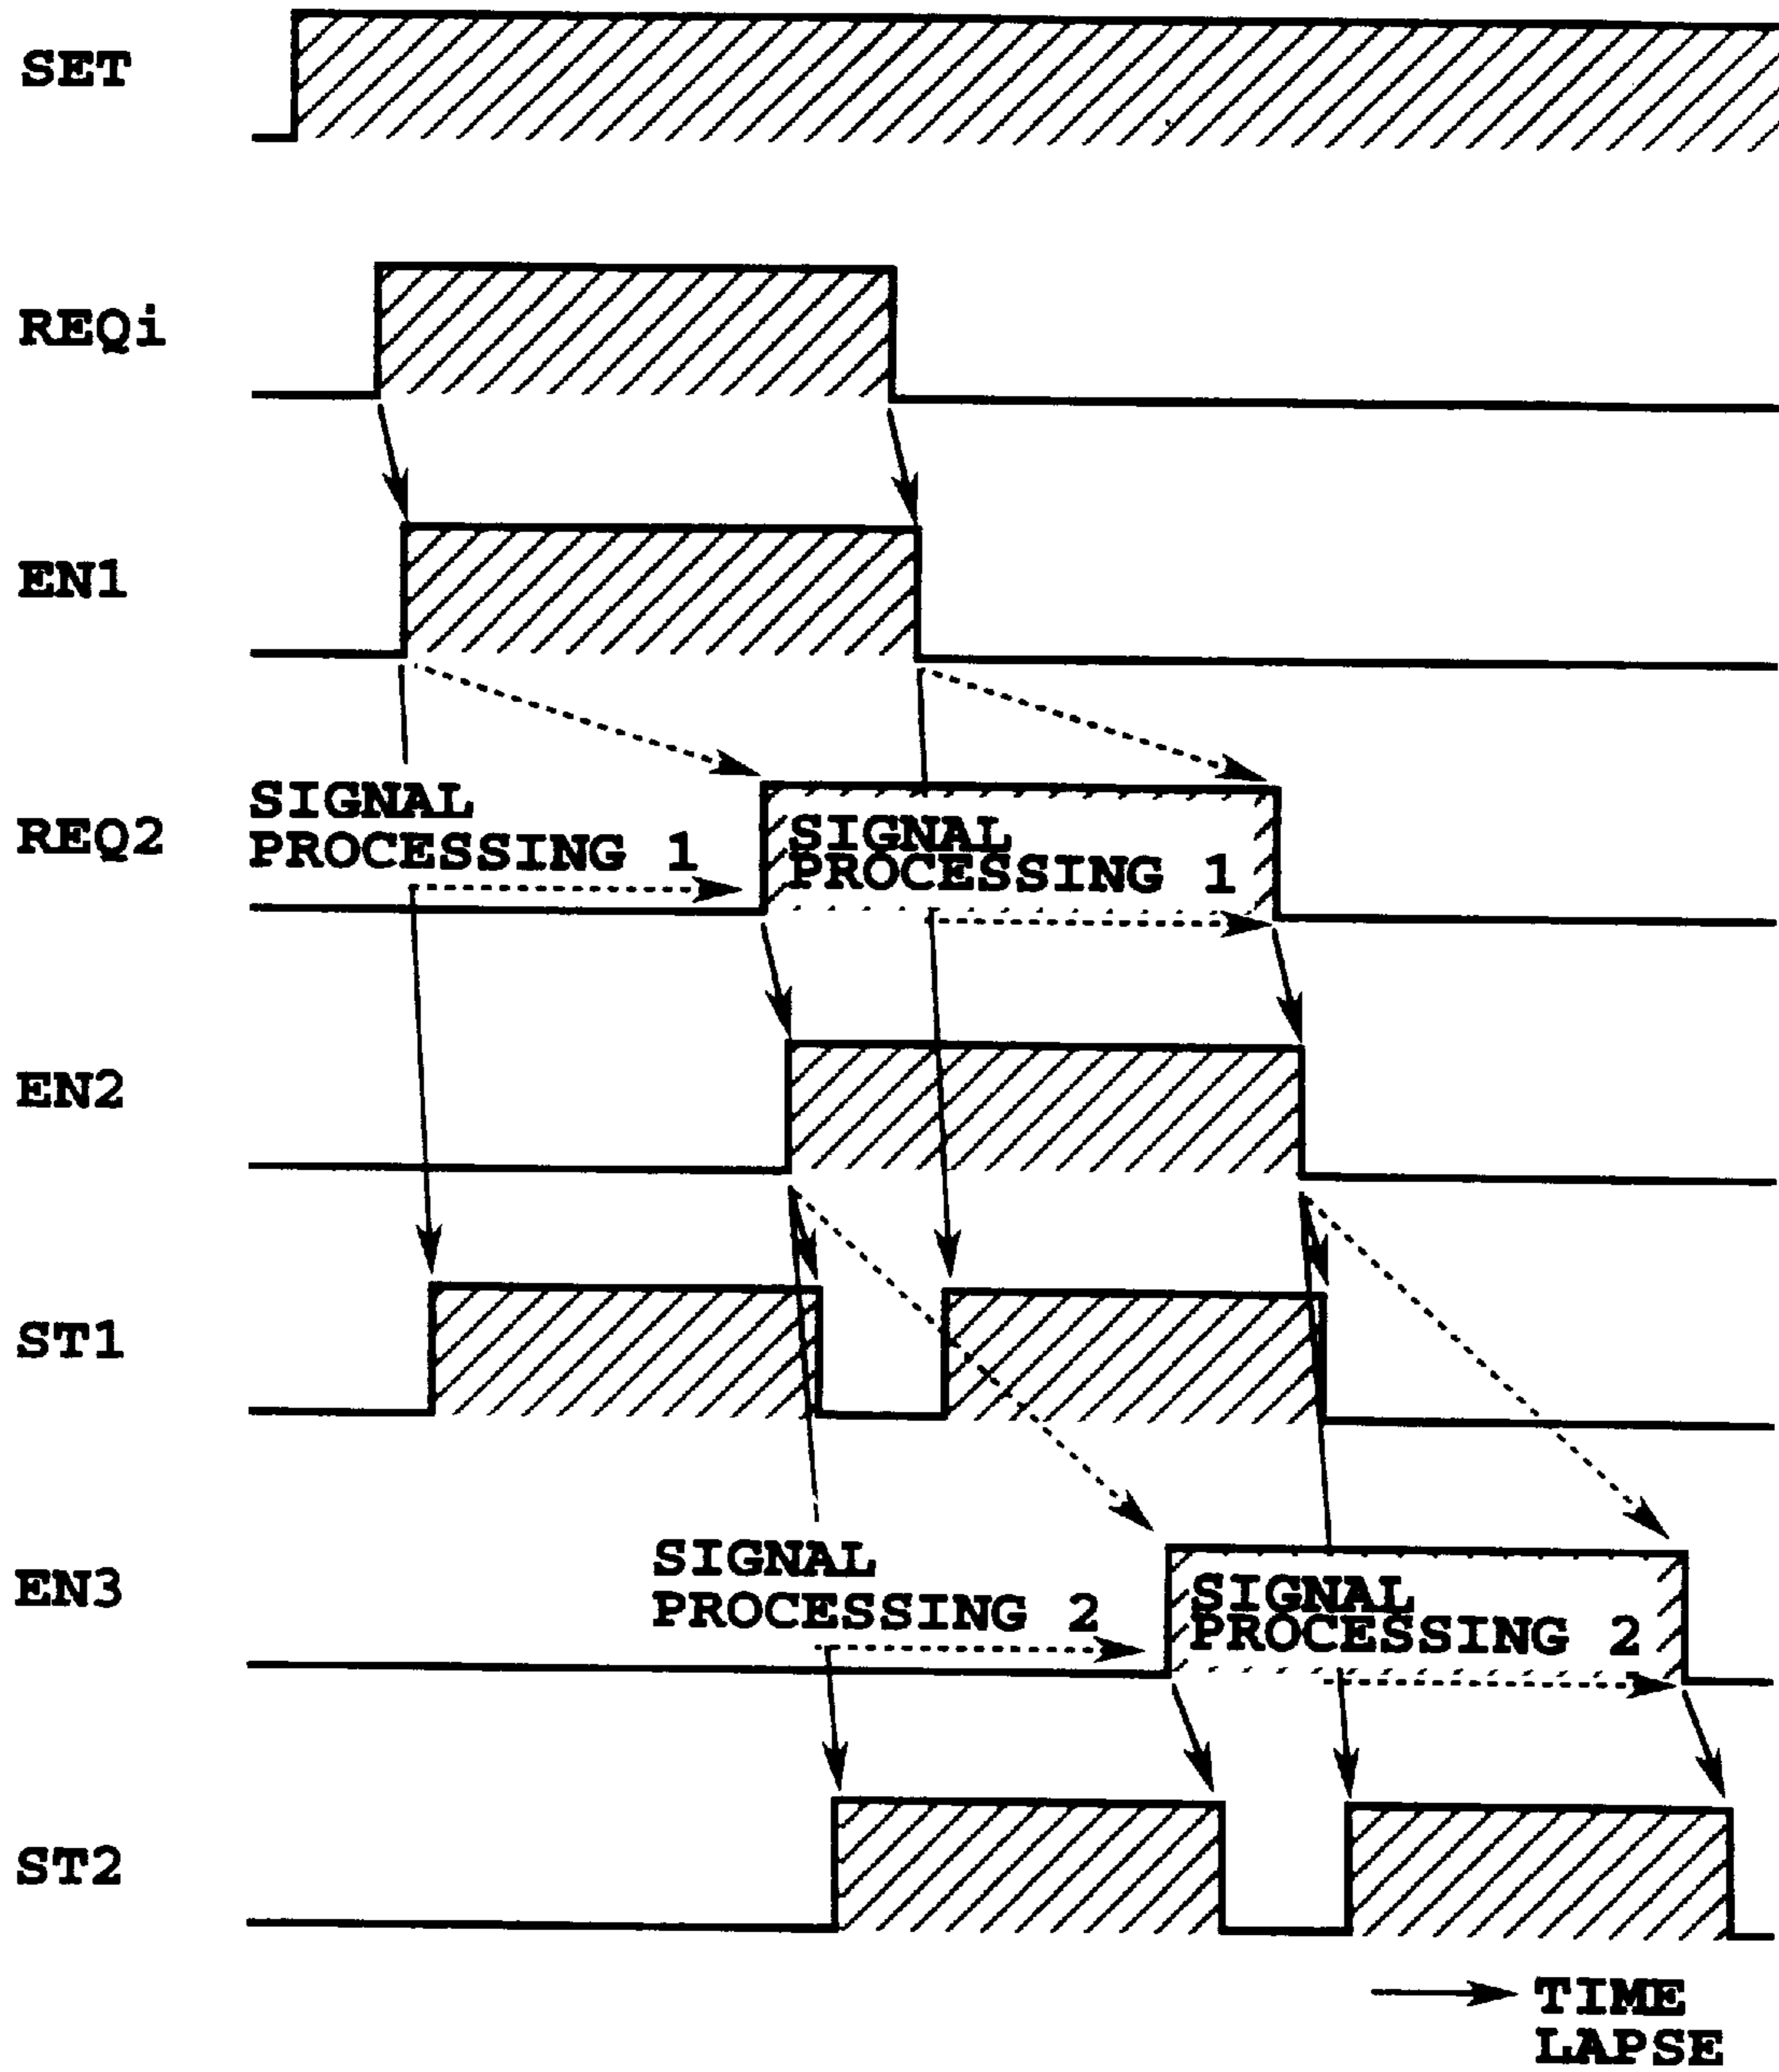 SET
REQi
EN1
SIGNAL
PROCESSING 1
REQ2
SIGNAL
PROCESSING 1
EN2
ST1
SIGNAL
PROCESSING 2
EN3
SIGNAL
PROCESSING 2
ST2
TIME
LAPSE